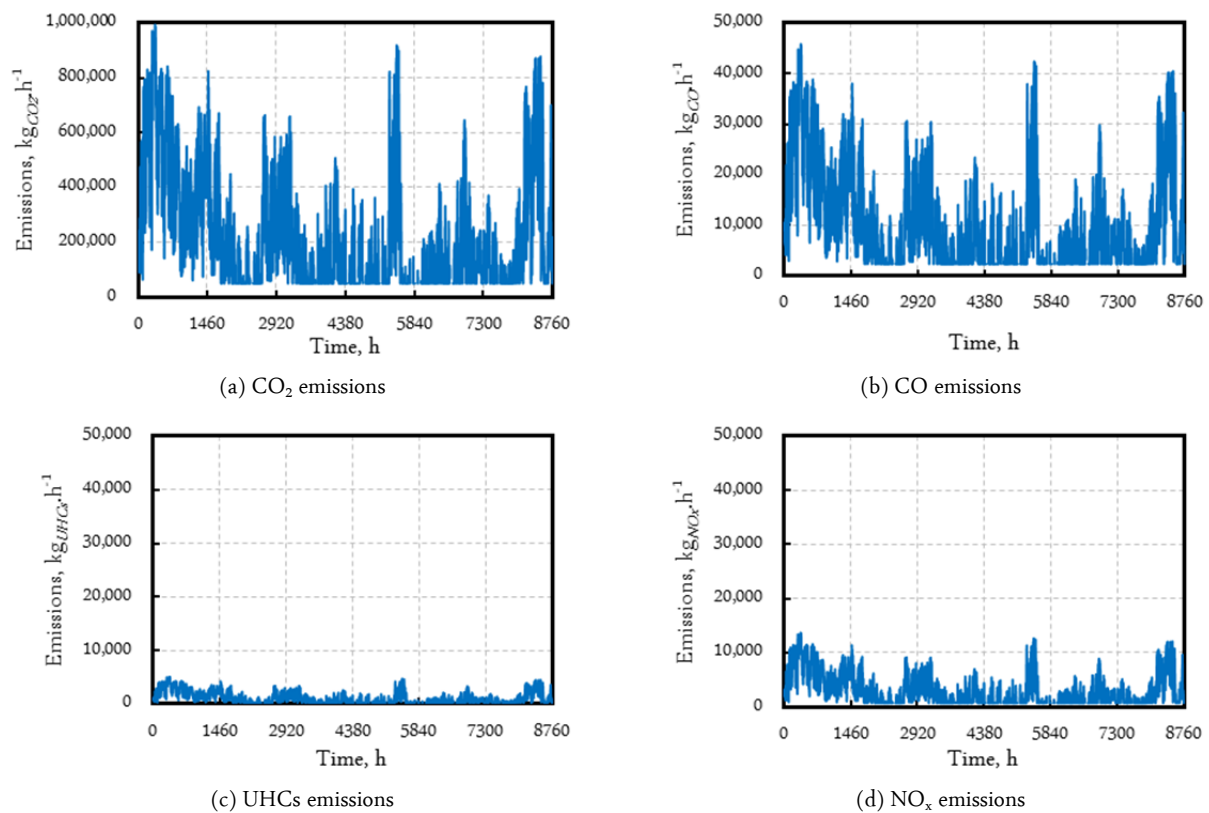 Emissions, kg_CO2.h^-1
1,000,000
800,000
600,000
400,000
200,000
0
0 1460 2920 4380 5840 7300 8760
Time, h
(a) CO₂ emissions
Emissions, kg_CO.h^-1
50,000
40,000
30,000
20,000
10,000
0
0 1460 2920 4380 5840 7300 8760
Time, h
(b) CO emissions
Emissions, kg_UHCs.h^-1
50,000
40,000
30,000
20,000
10,000
0
0 1460 2920 4380 5840 7300 8760
Time, h
(c) UHCs emissions
Emissions, kg_NOx.h^-1
50,000
40,000
30,000
20,000
10,000
0
0 1460 2920 4380 5840 7300 8760
Time, h
(d) NOₓ emissions